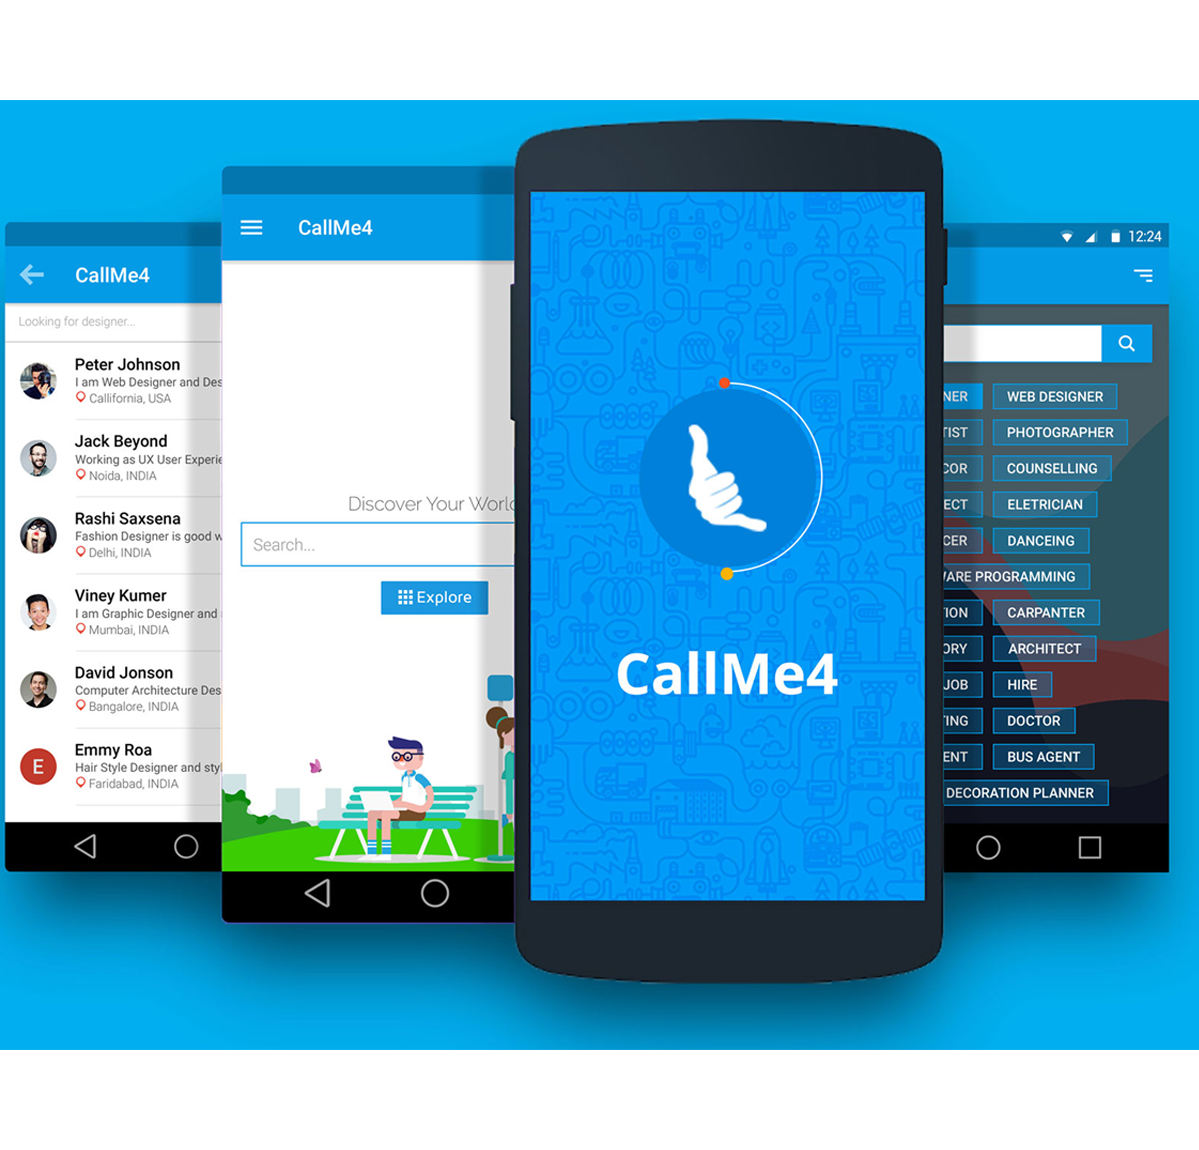 CallMe4
Looking for designer...
Peter Johnson
I am Web Designer and Des
Callifornia, USA
Jack Beyond
Working as UX User Experie
Noida, INDIA
Rashi Saxsena
Fashion Designer is good w
Delhi, INDIA
Viney Kumer
I am Graphic Designer and
Mumbai, INDIA
David Jonson
Computer Architecture Des
Bangalore, INDIA
E
Emmy Roa
Hair Style Designer and styl
Faridabad, INDIA
CallMe4
Discover Your World
Search...
Explore
CallMe4
12:24
NER WEB DESIGNER
TIST PHOTOGRAPHER
COR COUNSELLING
ECT ELETRICIAN
CER DANCEING
WARE PROGRAMMING
ION CARPANTER
ORY ARCHITECT
JOB HIRE
TING DOCTOR
ENT BUS AGENT
DECORATION PLANNER